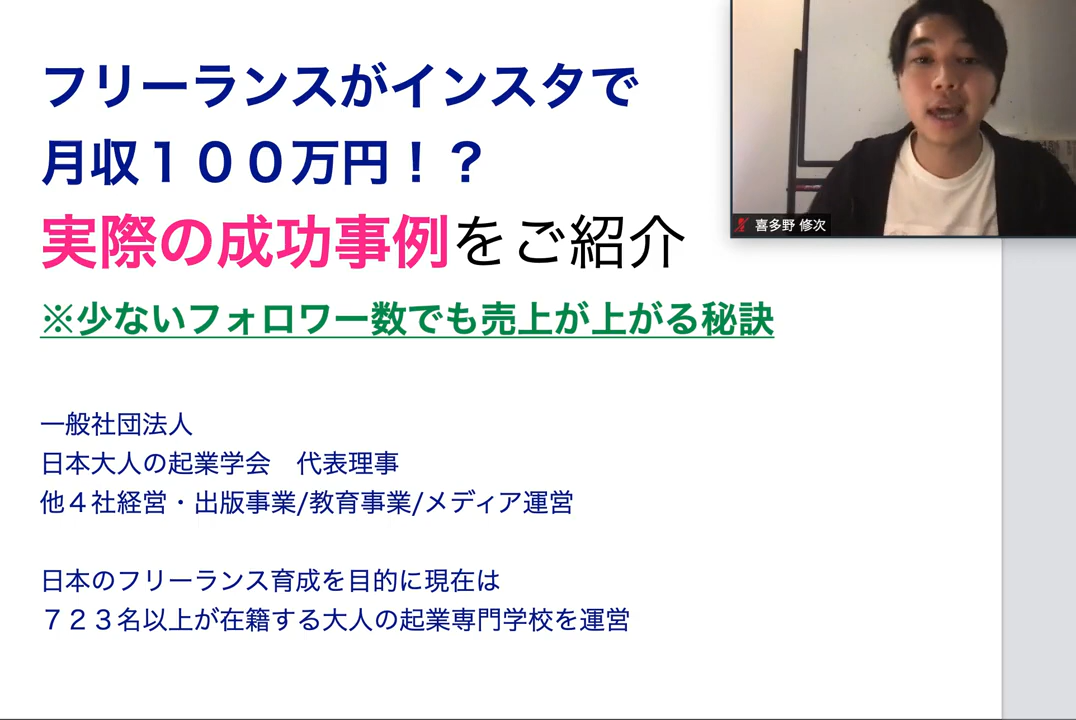 フリーランスがインスタで
月収１００万円！？
実際の成功事例をご紹介
※少ないフォロワー数でも売上が上がる秘訣
一般社団法人
日本大人の起業学会　代表理事
他４社経営・出版事業/教育事業/メディア運営
日本のフリーランス育成を目的に現在は
７２３名以上が在籍する大人の起業専門学校を運営
喜多野 修次